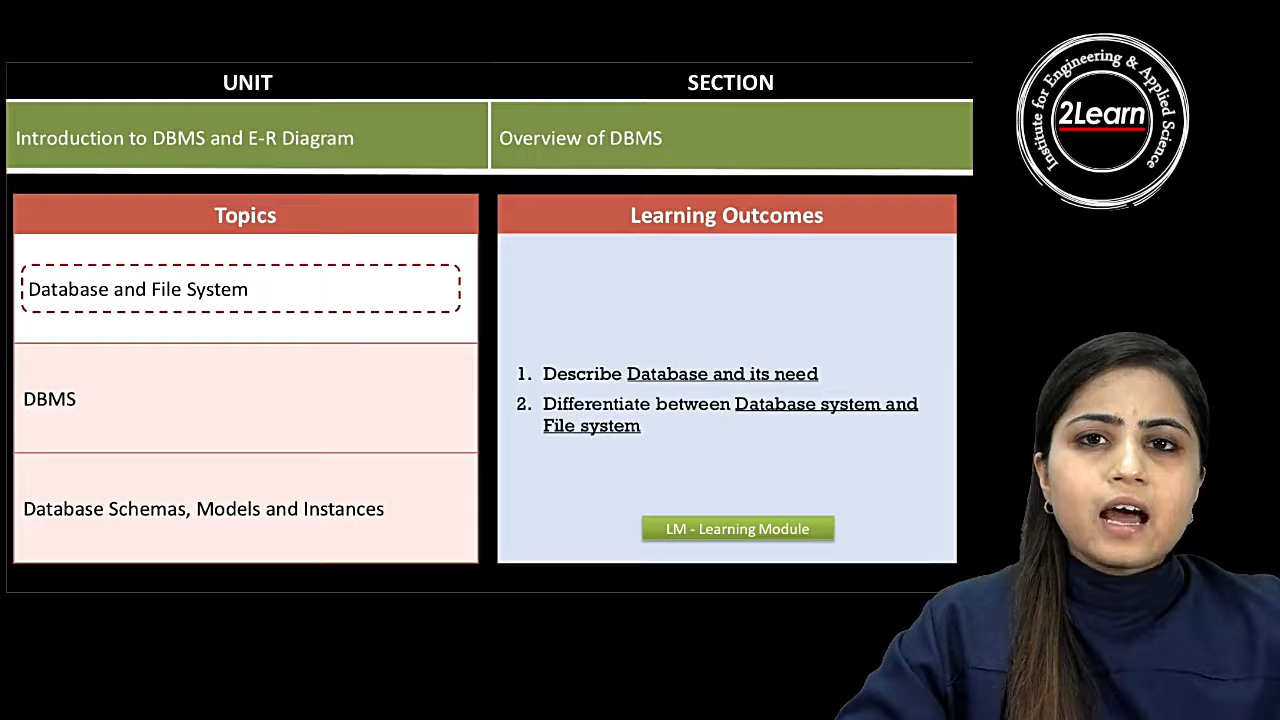 UNIT
SECTION
Introduction to DBMS and E-R Diagram
Overview of DBMS
Topics
Learning Outcomes
Database and File System
DBMS
Database Schemas, Models and Instances
1. Describe Database and its need
2. Differentiate between Database system and
File system
LM - Learning Module
Institute for Engineering & Applied Science
2Learn